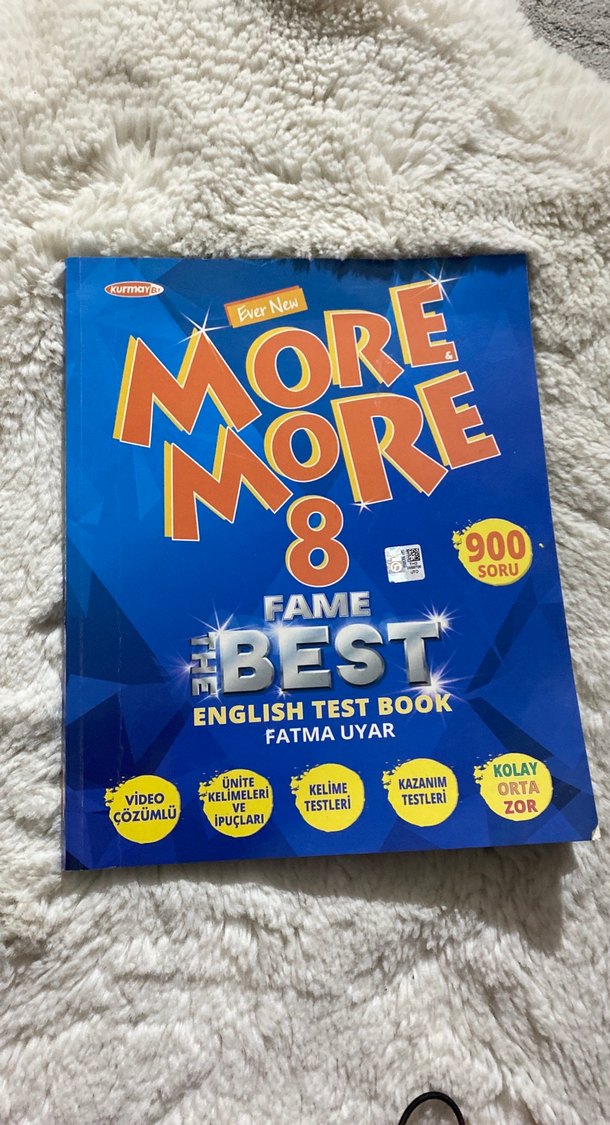 kurmay E.Y
Ever New
MORE &
MORE
8
900
SORU
FAME
THE BEST
ENGLISH TEST BOOK
FATMA UYAR
VİDEO
ÇÖZÜMLÜ
ÜNİTE
KELİMELERİ
VE
İPUÇLARI
KELİME
TESTLERİ
KAZANIM
TESTLERİ
KOLAY
ORTA
ZOR